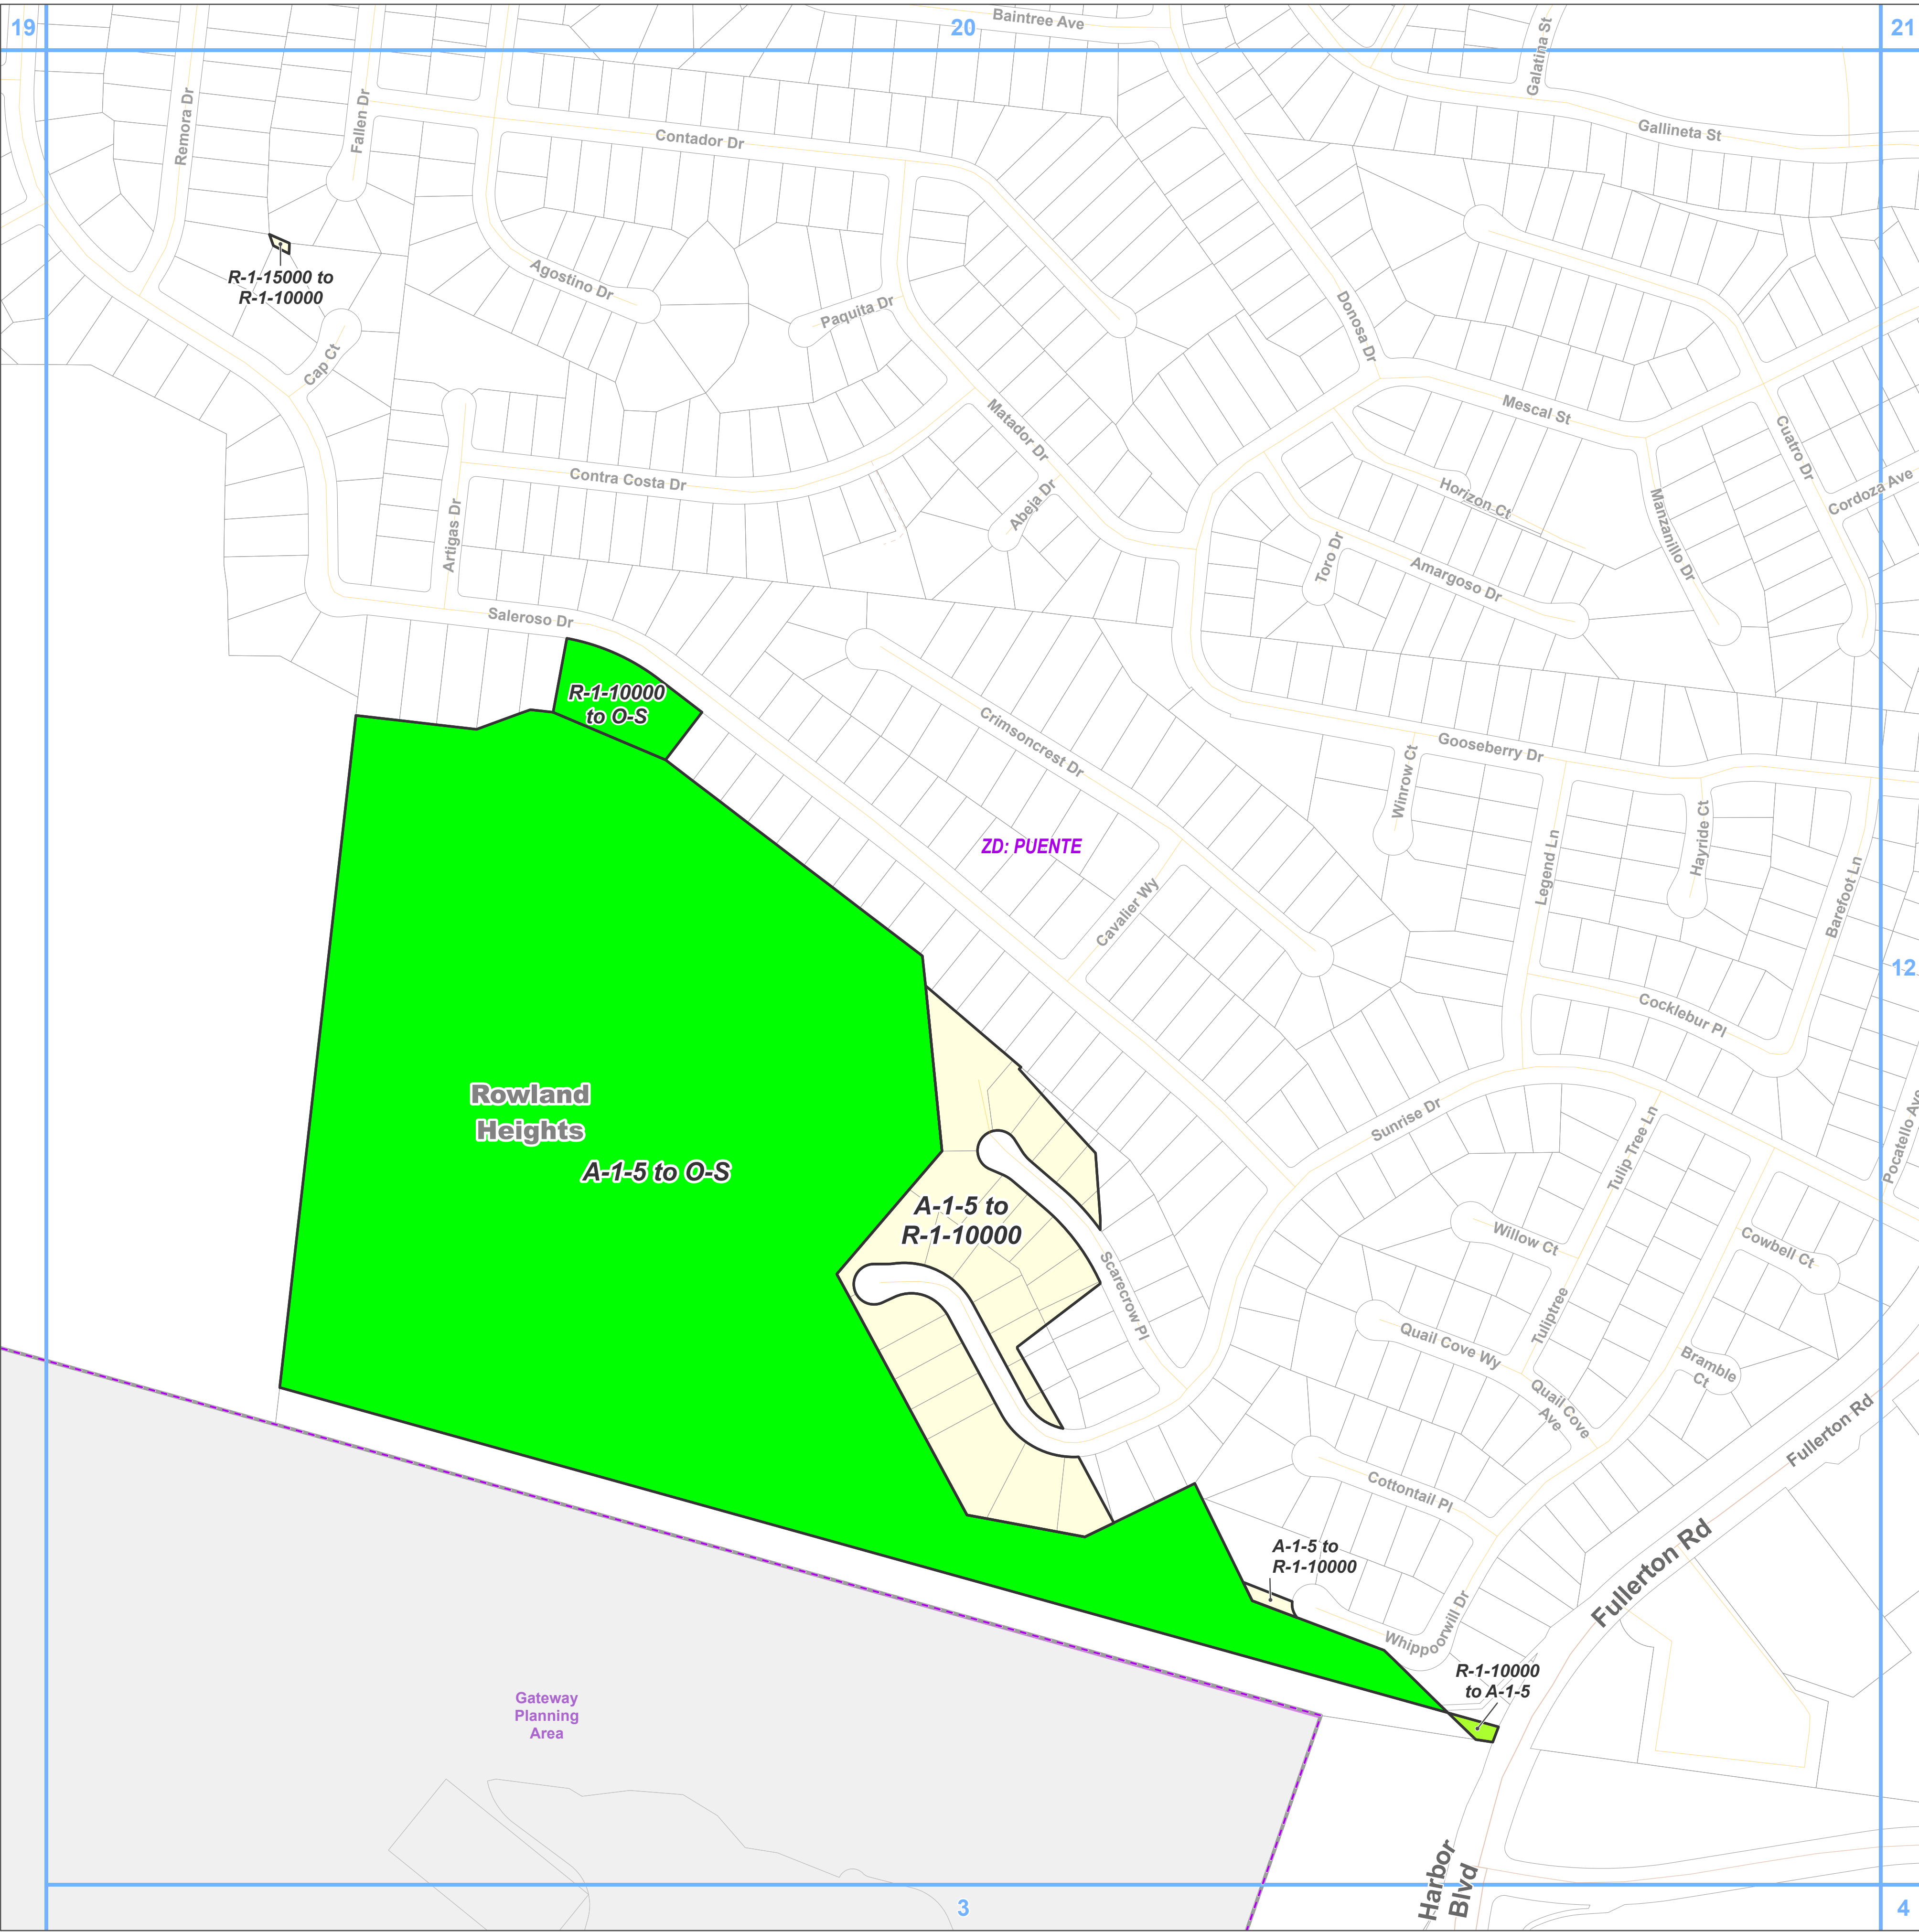 19
20
21
Baintree Ave
Galatina St
Gallineta St
Remora Dr
Fallen Dr
Contador Dr
R-1-15000 to
R-1-10000
Agostino Dr
Paquita Dr
Donosa Dr
Cap Ct
Matador Dr
Mescal St
Cuatro Dr
Cordoza Ave
Contra Costa Dr
Abeja Dr
Horizon Ct
Manzanillo Dr
Artigas Dr
Toro Dr
Amargoso Dr
Saleroso Dr
R-1-10000
to O-S
Crimsoncrest Dr
Gooseberry Dr
Winrow Ct
Legend Ln
Hayride Ct
Barefoot Ln
ZD: PUENTE
Cavalier Wy
12
Cocklebur Pl
Rowland
Heights
A-1-5 to O-S
Sunrise Dr
Tulip Tree Ln
Pocatello Ave
A-1-5 to
R-1-10000
Willow Ct
Cowbell Ct
Scarecrow Pl
Tuliptree
Quail Cove Wy
Bramble
Ct
Quail Cove
Ave
Fullerton Rd
Cottontail Pl
A-1-5 to
R-1-10000
Fullerton Rd
Whippoorwill Dr
R-1-10000
to A-1-5
Gateway
Planning
Area
Harbor
Blvd
3
4